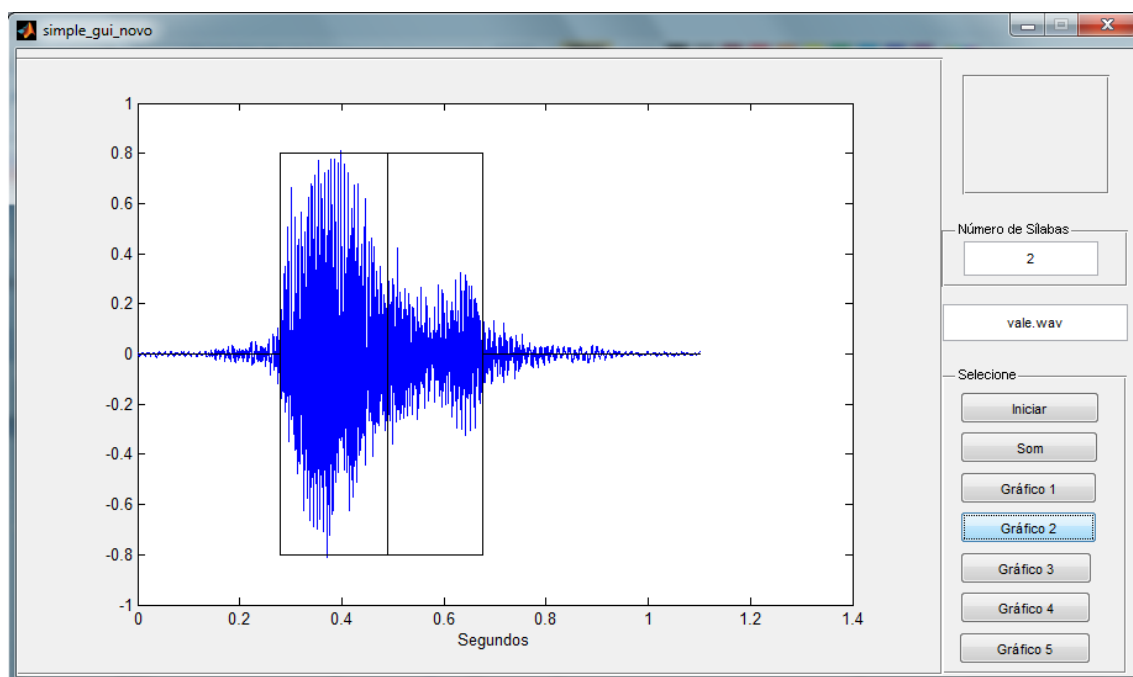 simple_gui_novo
1
0.8
0.6
0.4
0.2
0
-0.2
-0.4
-0.6
-0.8
-1
0 0.2 0.4 0.6 0.8 1 1.2 1.4
Segundos
Número de Sílabas
2
vale.wav
Selecione
Iniciar
Som
Gráfico 1
Gráfico 2
Gráfico 3
Gráfico 4
Gráfico 5